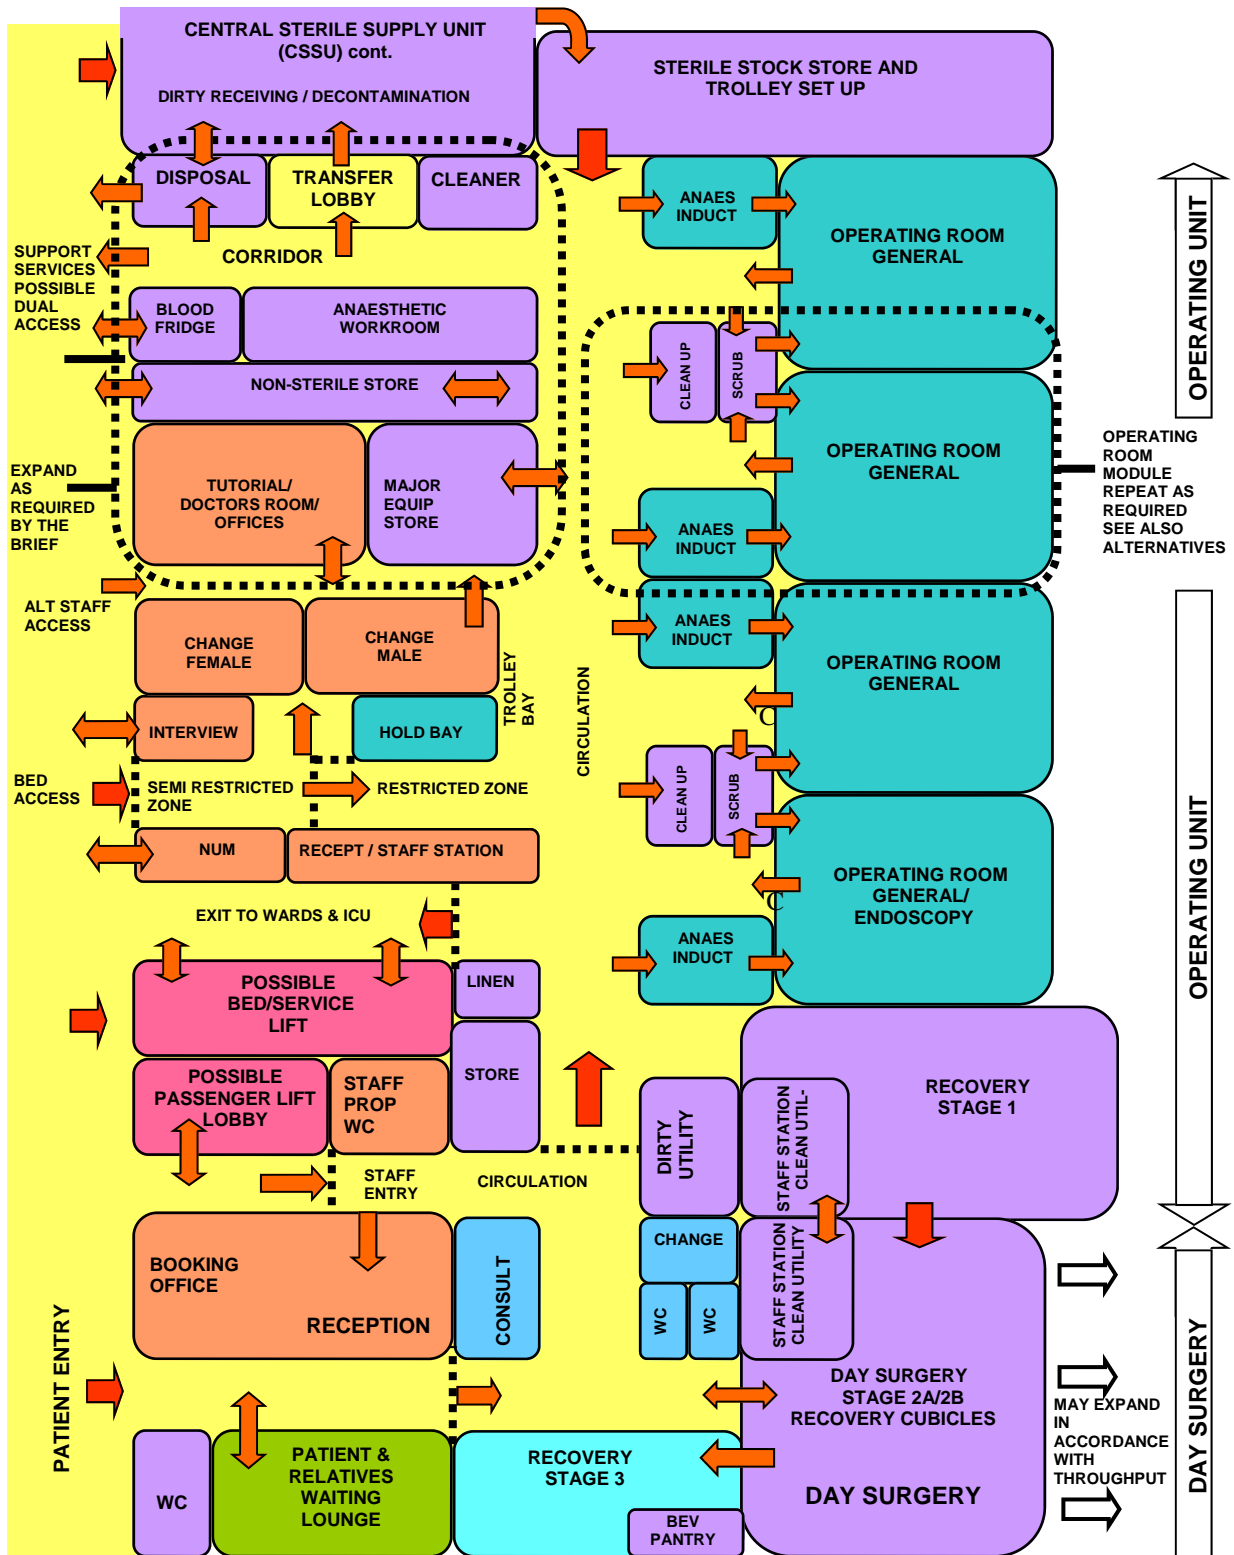 CENTRAL STERILE SUPPLY UNIT
(CSSU) cont.
DIRTY RECEIVING / DECONTAMINATION
STERILE STOCK STORE AND
TROLLEY SET UP
DISPOSAL
TRANSFER
LOBBY
CLEANER
ANAES
INDUCT
OPERATING ROOM
GENERAL
OPERATING UNIT
SUPPORT
SERVICES
POSSIBLE
DUAL
ACCESS
CORRIDOR
BLOOD
FRIDGE
ANAESTHETIC
WORKROOM
NON-STERILE STORE
CLEAN UP
SCRUB
EXPAND
AS
REQUIRED
BY THE
BRIEF
TUTORIAL/
DOCTORS ROOM/
OFFICES
MAJOR
EQUIP
STORE
OPERATING ROOM
GENERAL
OPERATING
ROOM
MODULE
REPEAT AS
REQUIRED
SEE ALSO
ALTERNATIVES
ANAES
INDUCT
ALT STAFF
ACCESS
CHANGE
FEMALE
CHANGE
MALE
TROLLEY
BAY
CIRCULATION
ANAES
INDUCT
OPERATING ROOM
GENERAL
C
INTERVIEW
HOLD BAY
BED
ACCESS
SEMI RESTRICTED
ZONE
RESTRICTED ZONE
CLEAN UP
SCRUB
NUM
RECEPT / STAFF STATION
OPERATING ROOM
GENERAL/
ENDOSCOPY
C
OPERATING UNIT
EXIT TO WARDS & ICU
ANAES
INDUCT
POSSIBLE
BED/SERVICE
LIFT
LINEN
POSSIBLE
PASSENGER LIFT
LOBBY
STAFF
PROP
WC
STORE
DIRTY
UTILITY
STAFF STATION
CLEAN UTIL-
RECOVERY
STAGE 1
STAFF
ENTRY
CIRCULATION
BOOKING
OFFICE
RECEPTION
CONSULT
CHANGE
WC
WC
STAFF STATION
CLEAN UTILITY
PATIENT ENTRY
DAY SURGERY
STAGE 2A/2B
RECOVERY CUBICLES
DAY SURGERY
MAY EXPAND
IN
ACCORDANCE
WITH
THROUGHPUT
DAY SURGERY
WC
PATIENT &
RELATIVES
WAITING
LOUNGE
RECOVERY
STAGE 3
BEV
PANTRY